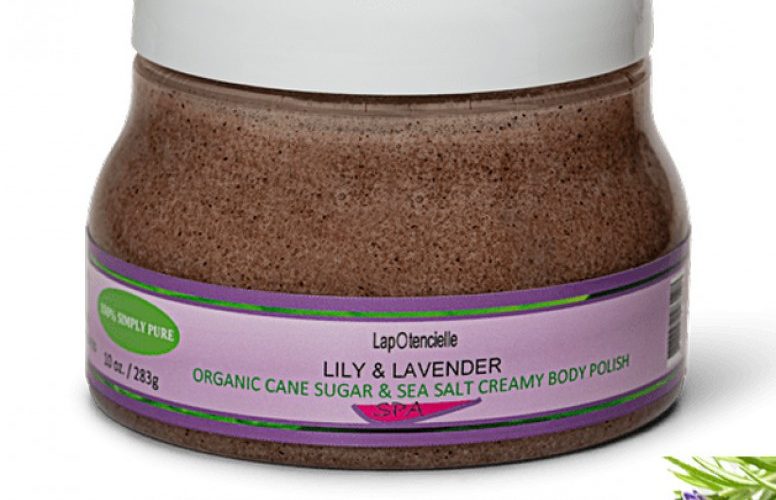 100% SIMPLY PURE
10 oz. / 283g
LapOtencielle
LILY & LAVENDER
ORGANIC CANE SUGAR & SEA SALT CREAMY BODY POLISH
SPA